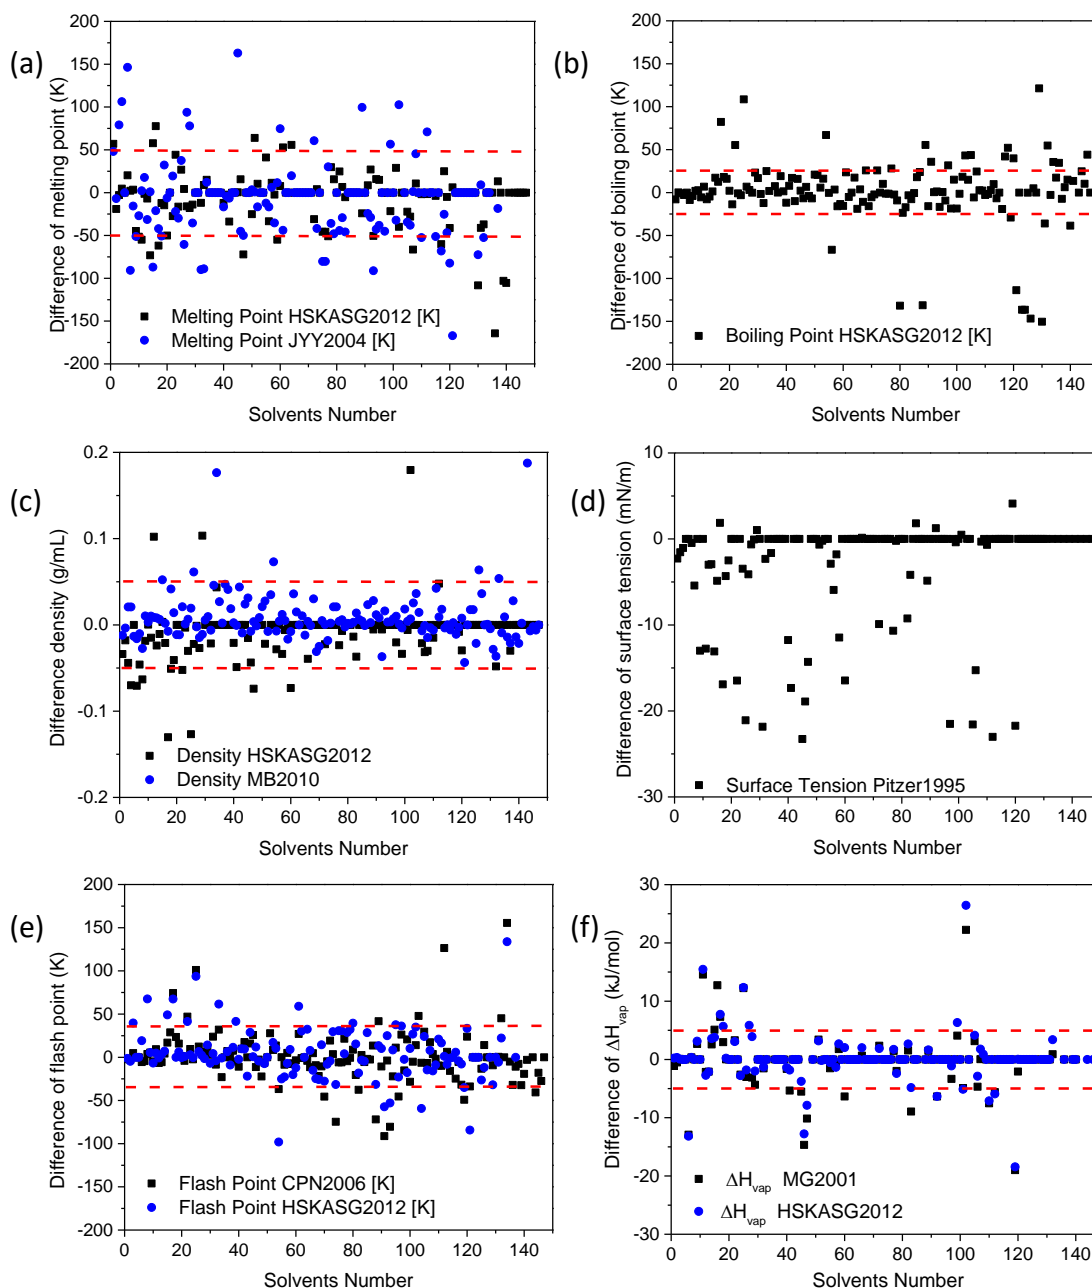 (a)
Difference of melting point (K)
200
150
100
50
0
-50
-100
-150
-200
Melting Point HSKASG2012 [K]
Melting Point JYY2004 [K]
0 20 40 60 80 100 120 140
Solvents Number
(b)
Difference of boiling point (K)
200
150
100
50
0
-50
-100
-150
-200
Boiling Point HSKASG2012 [K]
0 20 40 60 80 100 120 140
Solvents Number
(c)
Difference density (g/mL)
0.2
0.1
0.0
-0.1
-0.2
Density HSKASG2012
Density MB2010
0 20 40 60 80 100 120 140
Solvents Number
(d)
Difference of surface tension (mN/m)
10
0
-10
-20
-30
Surface Tension Pitzer1995
0 20 40 60 80 100 120 140
Solvents Number
(e)
Difference of flash point (K)
200
150
100
50
0
-50
-100
-150
-200
Flash Point CPN2006 [K]
Flash Point HSKASG2012 [K]
0 20 40 60 80 100 120 140
Solvents Number
(f)
Difference of ΔHvap (kJ/mol)
30
20
10
0
-10
-20
-30
ΔHvap MG2001
ΔHvap HSKASG2012
0 20 40 60 80 100 120 140
Solvents Number